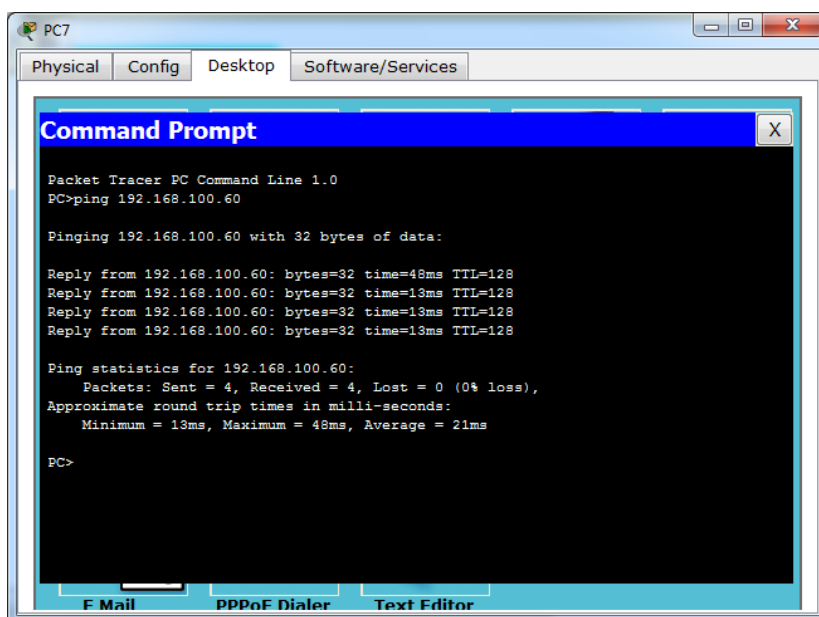 PC7
Physical Config Desktop Software/Services
Command Prompt X
Packet Tracer PC Command Line 1.0
PC>ping 192.168.100.60
Pinging 192.168.100.60 with 32 bytes of data:
Reply from 192.168.100.60: bytes=32 time=48ms TTL=128
Reply from 192.168.100.60: bytes=32 time=13ms TTL=128
Reply from 192.168.100.60: bytes=32 time=13ms TTL=128
Reply from 192.168.100.60: bytes=32 time=13ms TTL=128
Ping statistics for 192.168.100.60:
Packets: Sent = 4, Received = 4, Lost = 0 (0% loss),
Approximate round trip times in milli-seconds:
Minimum = 13ms, Maximum = 48ms, Average = 21ms
PC>
E Mail PPPoE Dialer Text Editor